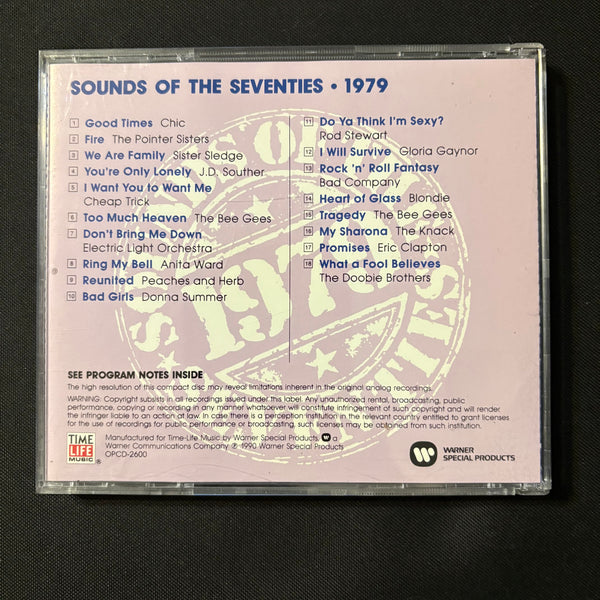 SOUNDS OF THE SEVENTIES • 1979
1 Good Times Chic
2 Fire The Pointer Sisters
3 We Are Family Sister Sledge
4 You're Only Lonely J.D. Souther
5 I Want You to Want Me
Cheap Trick
6 Too Much Heaven The Bee Gees
7 Don't Bring Me Down
Electric Light Orchestra
8 Ring My Bell Anita Ward
9 Reunited Peaches and Herb
10 Bad Girls Donna Summer
11 Do Ya Think I'm Sexy?
Rod Stewart
12 I Will Survive Gloria Gaynor
13 Rock 'n' Roll Fantasy
Bad Company
14 Heart of Glass Blondie
15 Tragedy The Bee Gees
16 My Sharona The Knack
17 Promises Eric Clapton
18 What a Fool Believes
The Doobie Brothers
SOUNDS OF THE SEVENTIES
1979
SEE PROGRAM NOTES INSIDE
The high resolution of this compact disc may reveal limitations inherent in the original analog recordings.
WARNING: Copyright subsists in all recordings issued under this label. Any unauthorized rental, broadcasting, public
performance, copying or recording in any manner whatsoever will constitute infringement of such copyright and will render
the infringer liable to an action at law. In case there is a perception institution in the relevant country entitled to grant licenses
for the use of recordings for public performance or broadcasting, such licenses may be obtained from such institution.
TIME
LIFE
MUSIC ®
Manufactured for Time-Life Music by Warner Special Products, A
Warner Communications Company ℗ 1990 Warner Special Products
OPCD-2600
WARNER
SPECIAL PRODUCTS